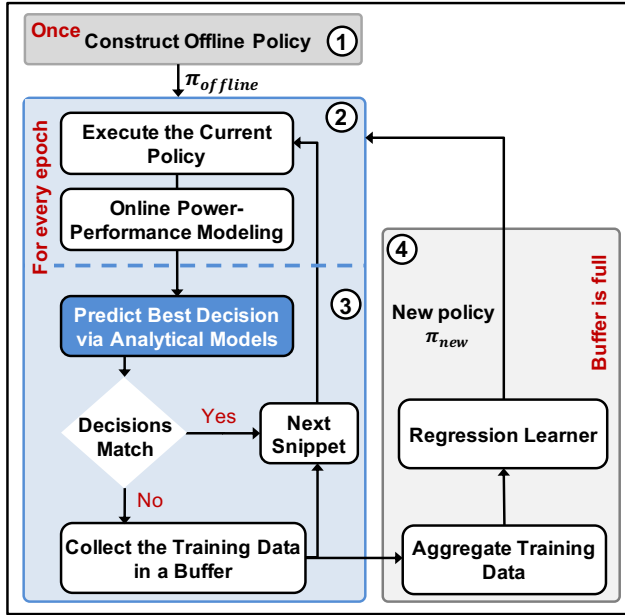 Once
Construct Offline Policy
1
π_offline
2
Execute the Current
Policy
For every epoch
Online Power-
Performance Modeling
3
Predict Best Decision
via Analytical Models
Decisions
Match
Yes
Next
Snippet
No
Collect the Training Data
in a Buffer
4
Buffer is full
New policy
π_new
Regression Learner
Aggregate Training
Data